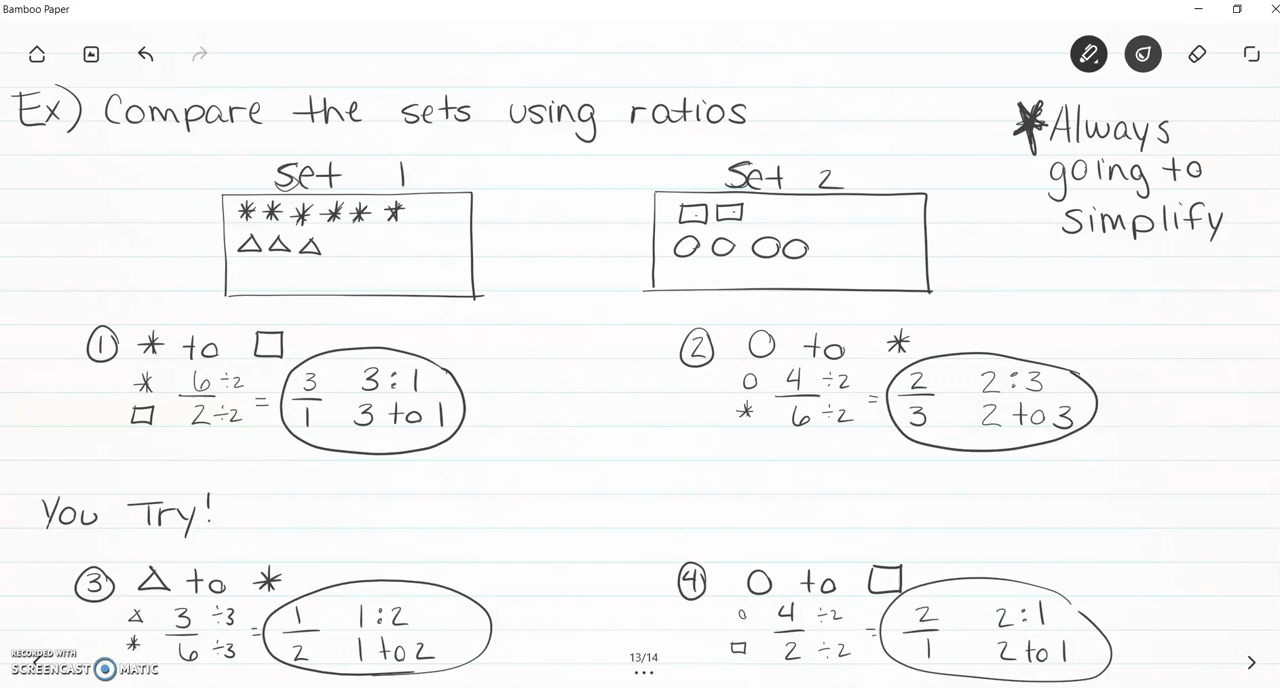 Bamboo Paper
Ex) Compare the sets using ratios
*Always
going to
simplify
Set 1
Set 2
① * to □
* 6 ÷2 = 3 3:1
□ 2 ÷2 1 3 to 1
② ○ to *
○ 4 ÷2 = 2 2:3
* 6 ÷2 3 2 to 3
You Try!
③ △ to *
△ 3 ÷3 = 1 1:2
* 6 ÷3 2 1 to 2
④ ○ to □
○ 4 ÷2 = 2 2:1
□ 2 ÷2 1 2 to 1
RECORDED WITH
SCREENCAST MATIC
13/14